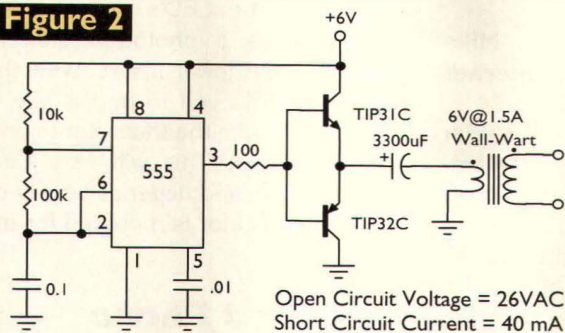 Figure 2
+6V
10k
8
4
TIP31C
7
3300uF
6V@1.5A
Wall-Wart
3
100
+
6
555
100k
2
TIP32C
1
5
0.1
.01
Open Circuit Voltage = 26VAC
Short Circuit Current = 40 mA